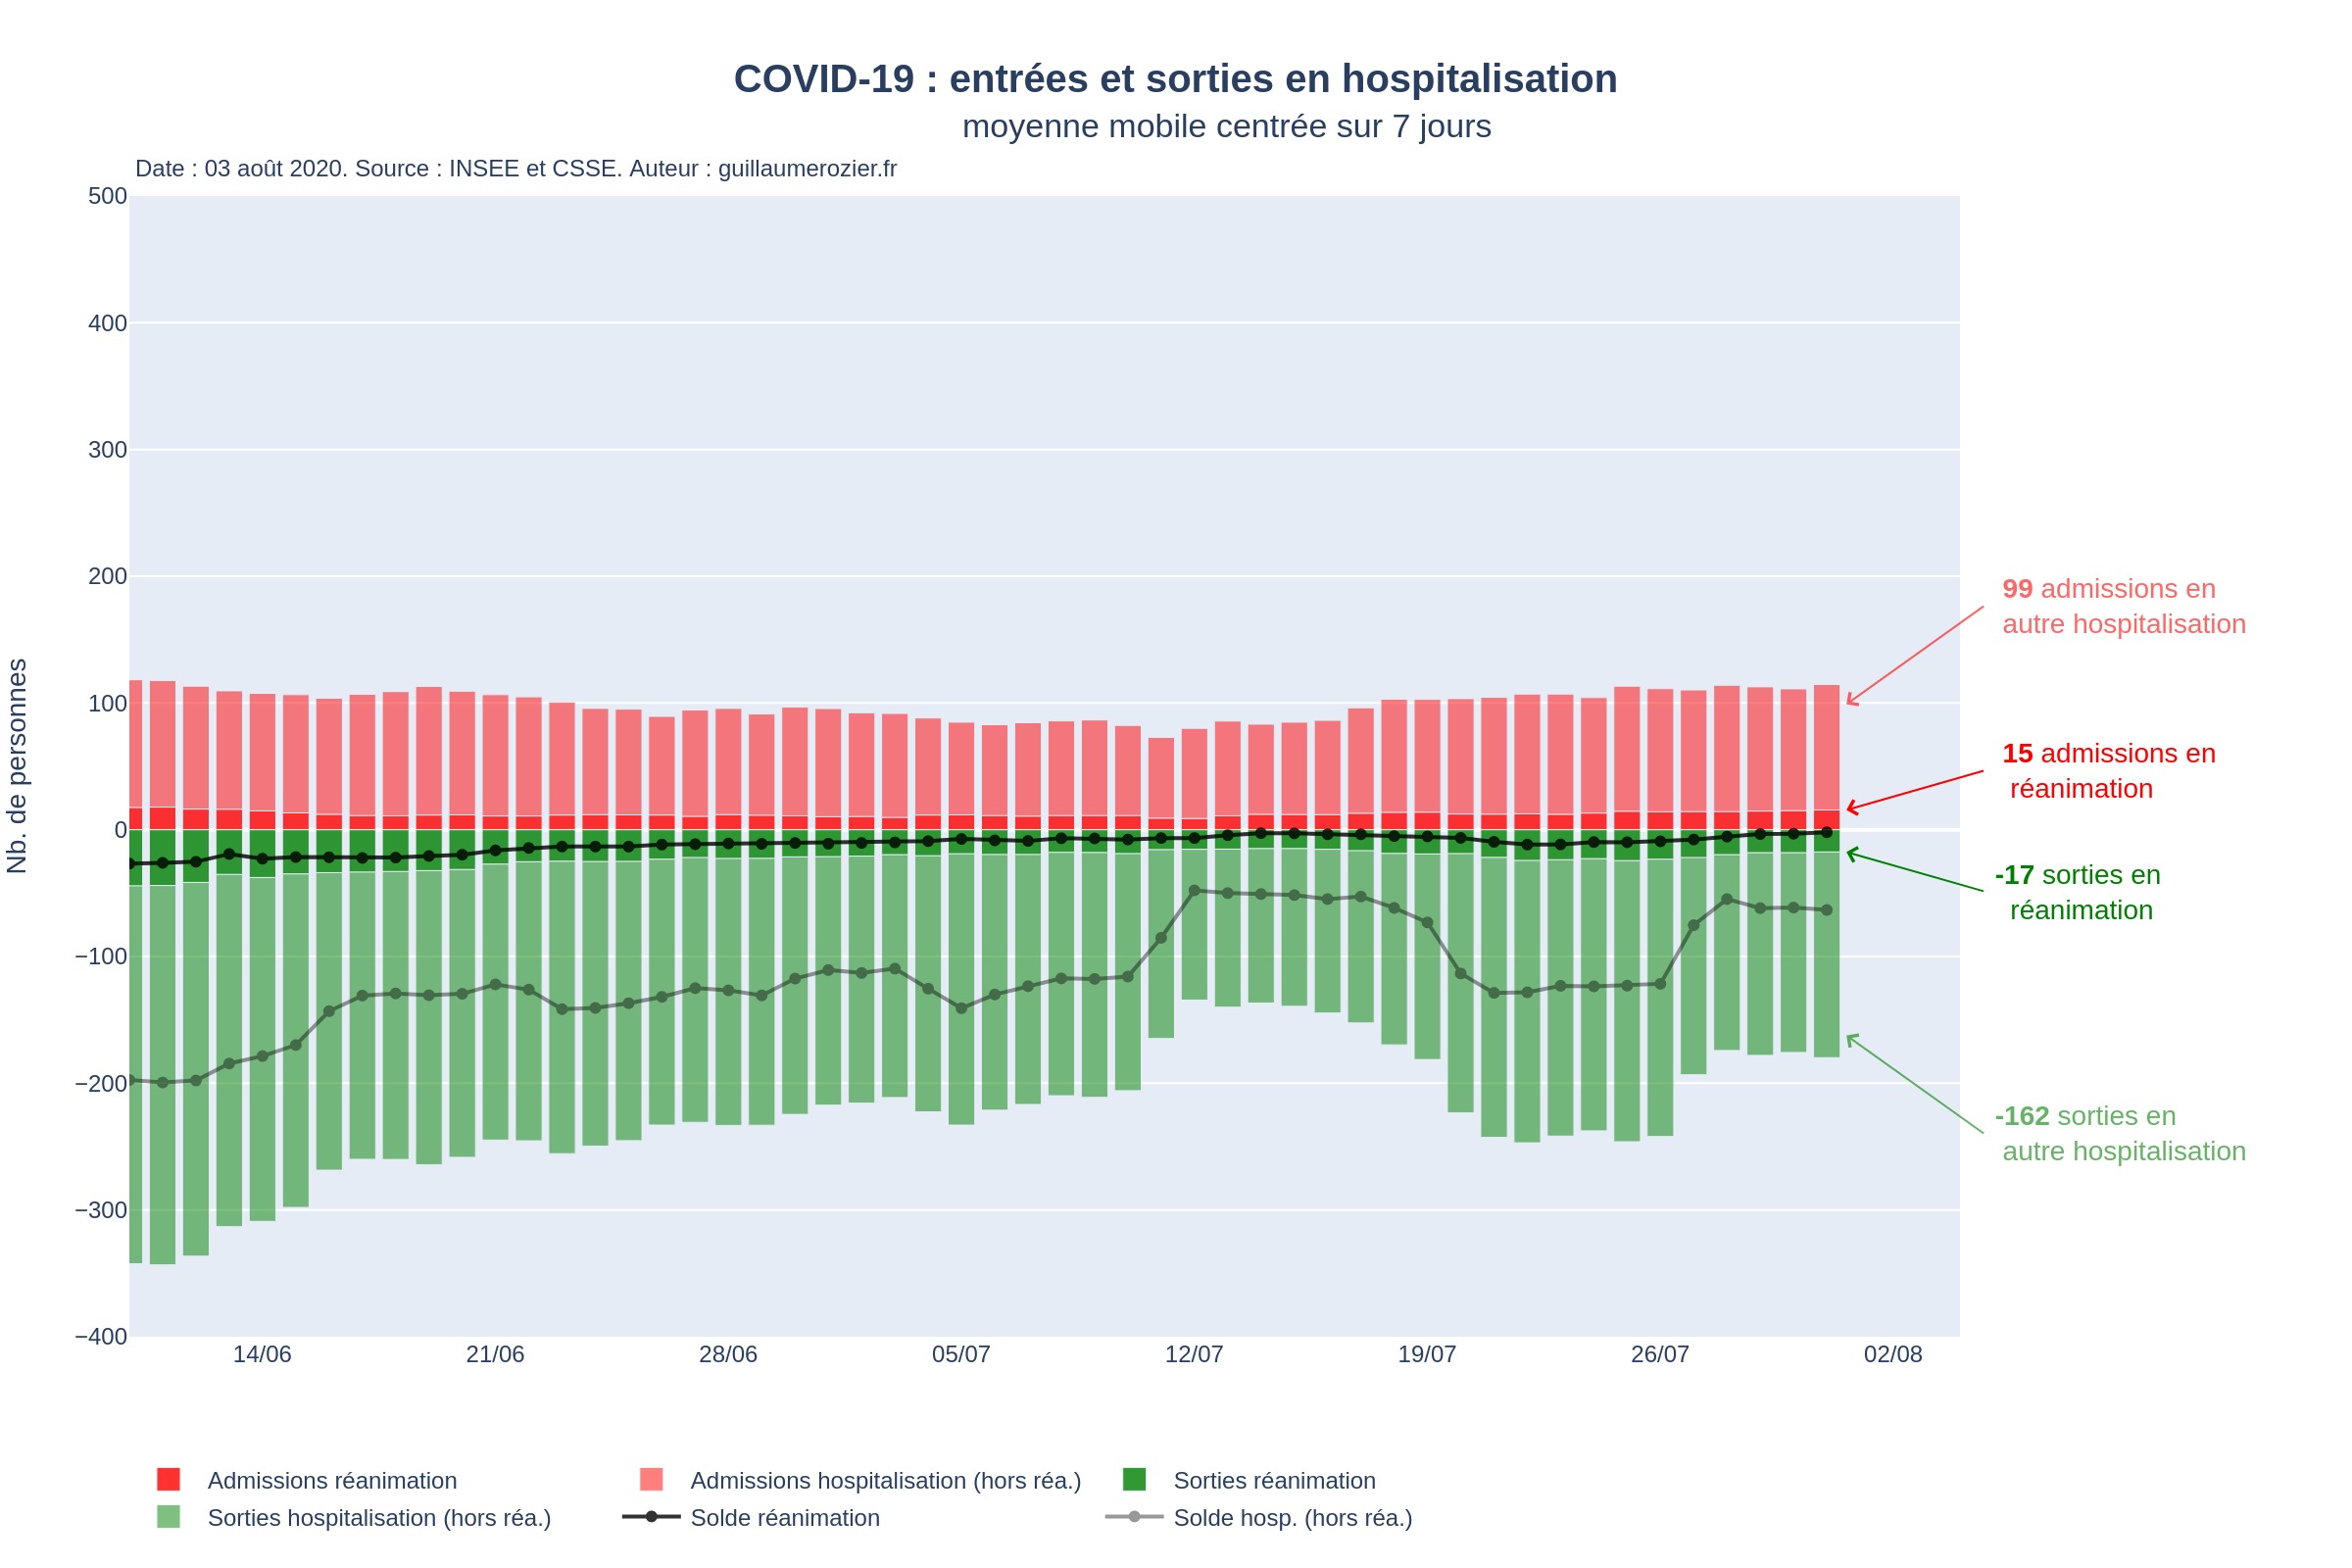 COVID-19 : entrées et sorties en hospitalisation
moyenne mobile centrée sur 7 jours
Date : 03 août 2020. Source : INSEE et CSSE. Auteur : guillaumerozier.fr
Nb. de personnes
500
400
300
200
100
0
−100
−200
−300
−400
14/06 21/06 28/06 05/07 12/07 19/07 26/07 02/08
99 admissions en
autre hospitalisation
15 admissions en
réanimation
-17 sorties en
réanimation
-162 sorties en
autre hospitalisation
Admissions réanimation
Admissions hospitalisation (hors réa.)
Sorties réanimation
Sorties hospitalisation (hors réa.)
Solde réanimation
Solde hosp. (hors réa.)